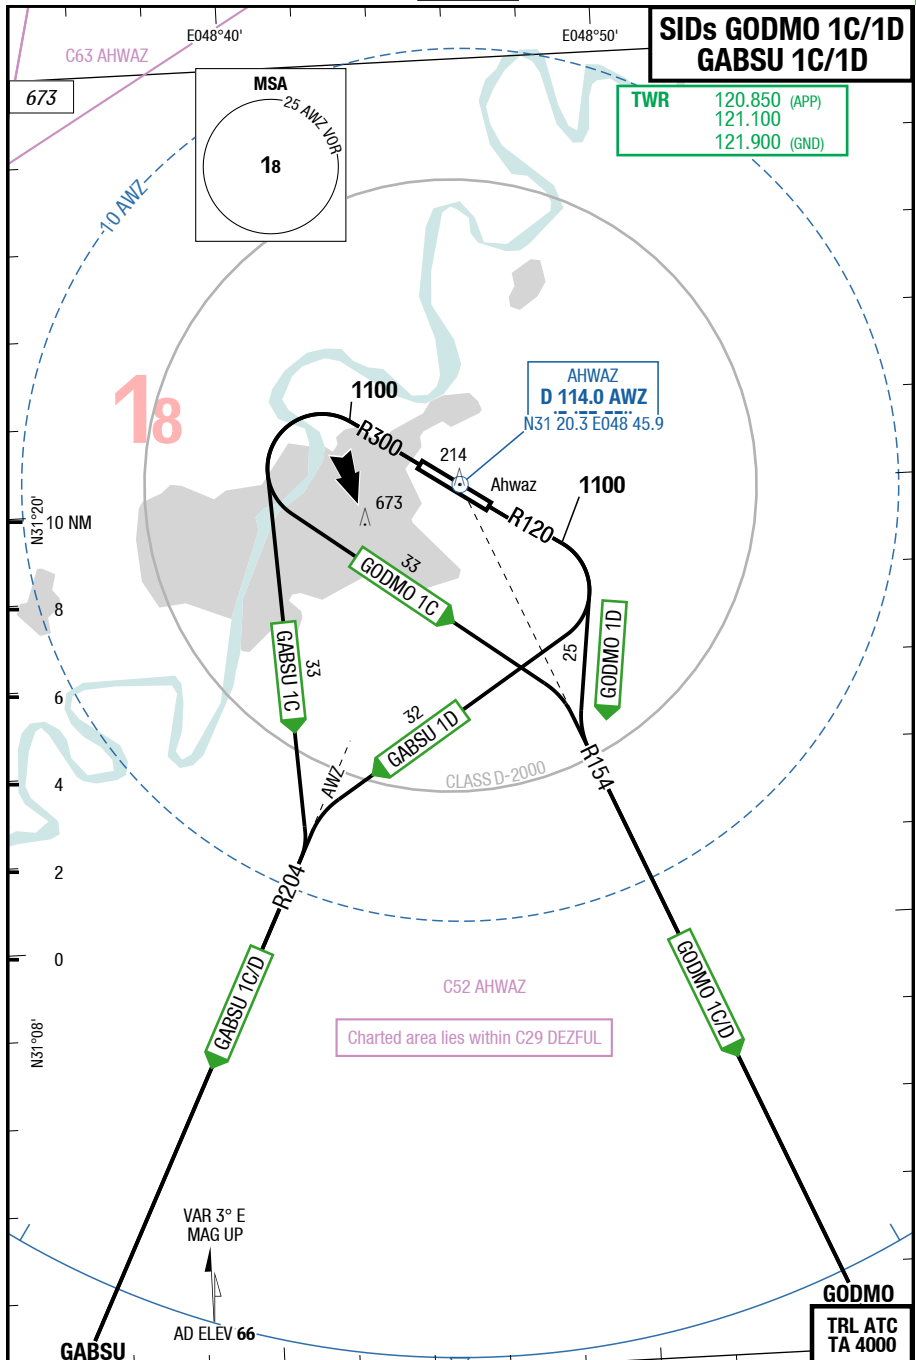 E048°40'
E048°50'
SIDs GODMO 1C/1D
GABSU 1C/1D
C63 AHWAZ
673
MSA
25 AWZ VOR
18
TWR 120.850 (APP)
121.100
121.900 (GND)
10 AWZ
18
1100
R300
AHWAZ
D 114.0 AWZ
N31 20.3 E048 45.9
214
Ahwaz
1100
673
R120
N31°20'
10 NM
33
GODMO 1C
8
GABSU 1C
33
25
GODMO 1D
6
32
GABSU 1D
4
AWZ
CLASS D-2000
R154
2
R204
0
GABSU 1C/D
GODMO 1C/D
C52 AHWAZ
Charted area lies within C29 DEZFUL
N31°08'
VAR 3° E
MAG UP
AD ELEV 66
GODMO
GABSU
TRL ATC
TA 4000